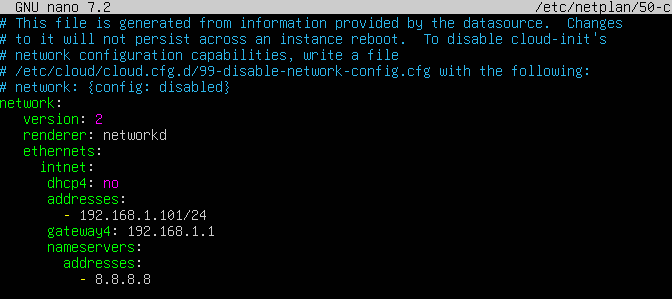 GNU nano 7.2 /etc/netplan/50-c
# This file is generated from information provided by the datasource.  Changes
# to it will not persist across an instance reboot.  To disable cloud-init's
# network configuration capabilities, write a file
# /etc/cloud/cloud.cfg.d/99-disable-network-config.cfg with the following:
# network: {config: disabled}
network:
   version: 2
   renderer: networkd
   ethernets:
     intnet:
      dhcp4: no
      addresses:
        - 192.168.1.101/24
      gateway4: 192.168.1.1
      nameservers:
        addresses:
          - 8.8.8.8